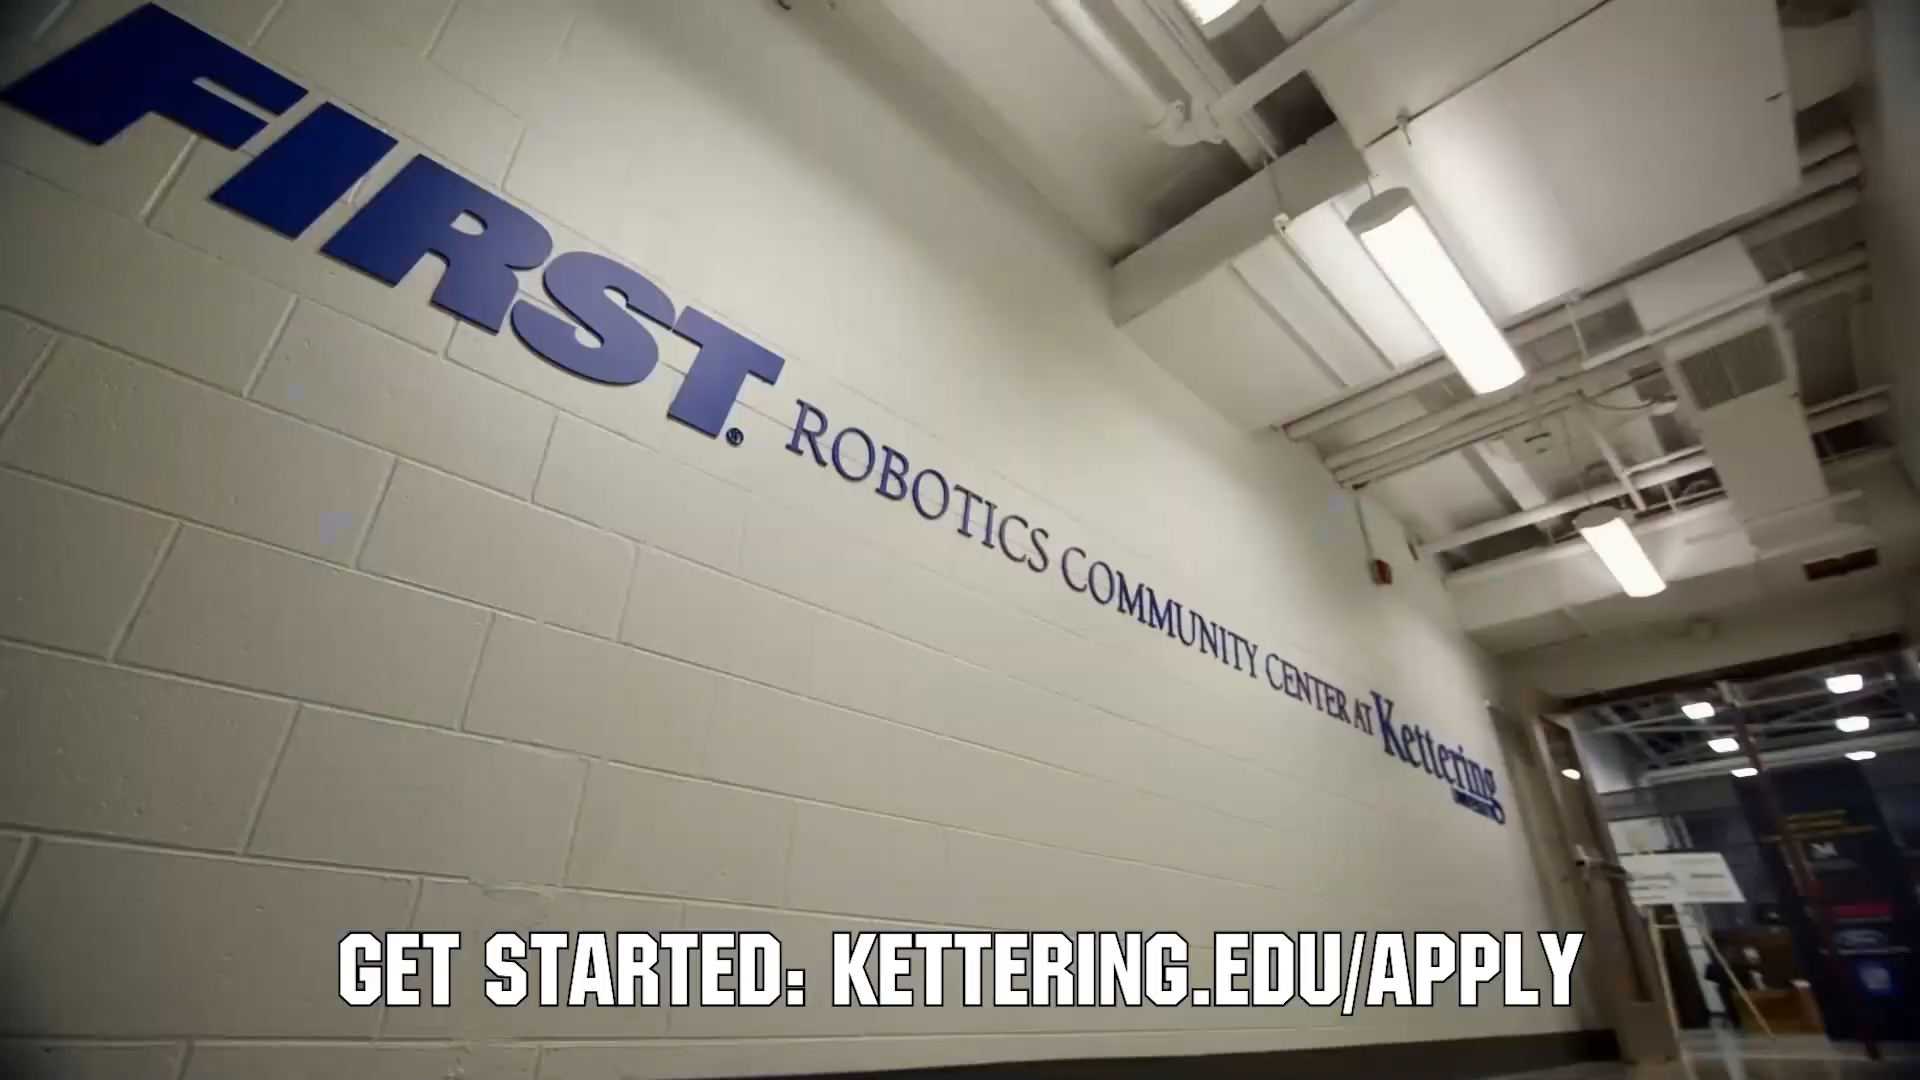 FIRST® ROBOTICS COMMUNITY CENTER AT Kettering
GET STARTED: KETTERING.EDU/APPLY